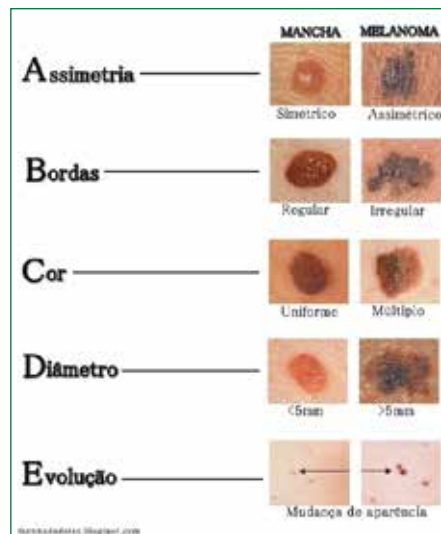 MANCHA MELANOMA
Assimetria
Simétrico Assimétrico
Bordas
Regular Irregular
Cor
Uniforme Múltiplo
Diâmetro
<5mm >5mm
Evolução
Mudança de aparência